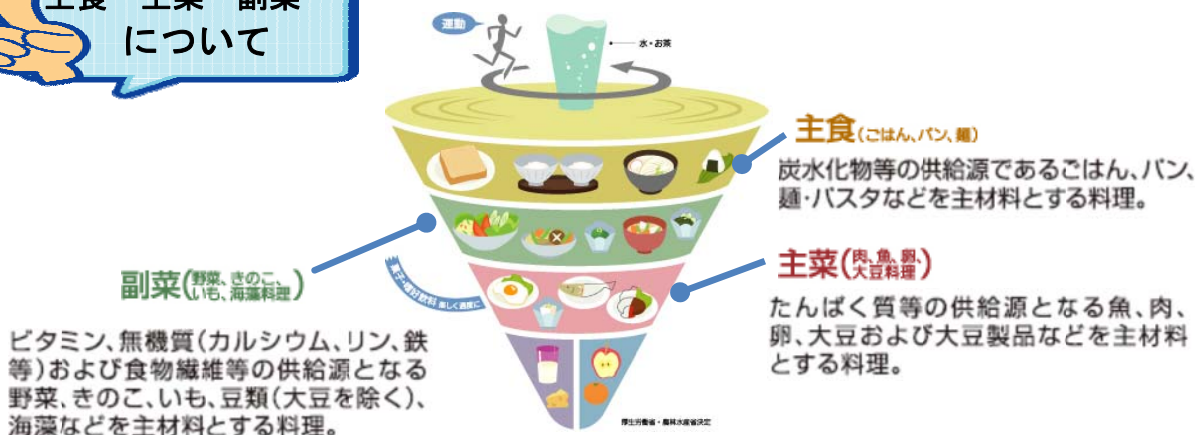 主食 主菜 副菜
について
運動
水・お茶
主食(ごはん、パン、麺)
炭水化物等の供給源であるごはん、パン、
麺・パスタなどを主材料とする料理。
副菜(野菜、きのこ、
いも、海藻料理)
ビタミン、無機質(カルシウム、リン、鉄
等)および食物繊維等の供給源となる
野菜、きのこ、いも、豆類(大豆を除く)、
海藻などを主材料とする料理。
菓子・嗜好飲料 楽しく適度に
主菜(肉、魚、卵、
大豆料理)
たんぱく質等の供給源となる魚、肉、
卵、大豆および大豆製品などを主材料
とする料理。
厚生労働省・農林水産省決定